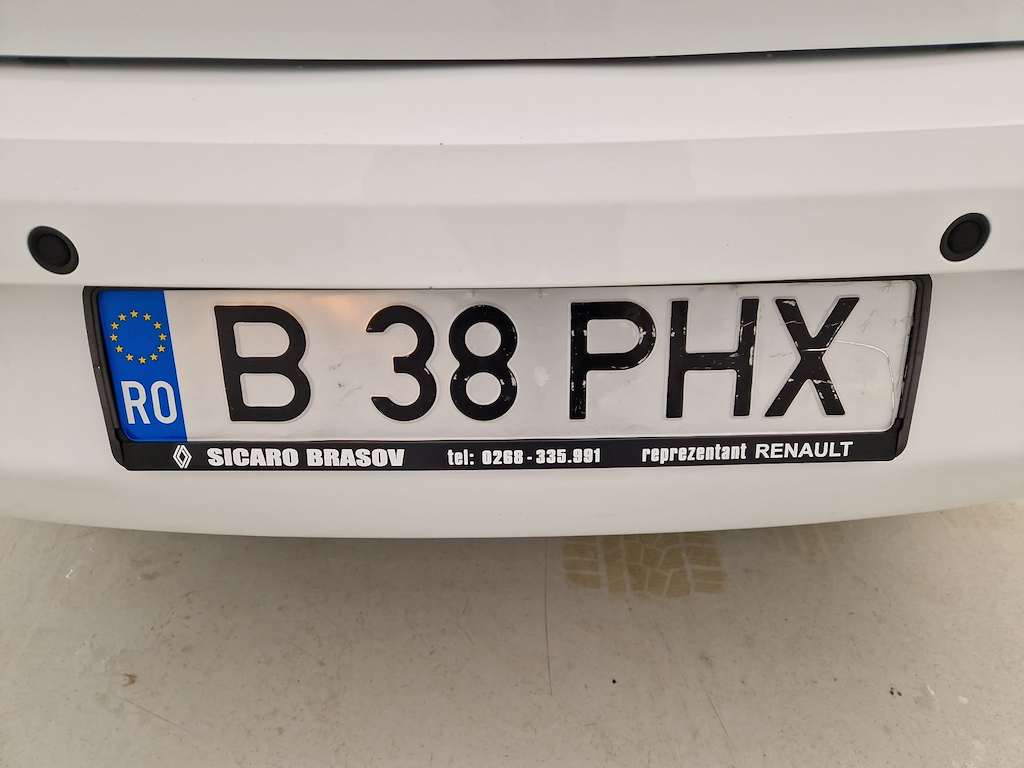 RO B 38 PHX
SICARO BRASOV tel: 0268-335.991 reprezentant RENAULT